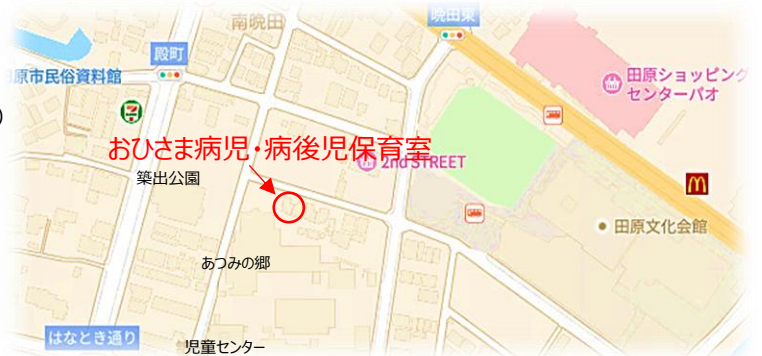 南晩田
晩田東
殿町
原市民俗資料館
田原ショッピング
センターパオ
)
7
おひさま病児・病後児保育室
2nd STREET
築出公園
M
田原文化会館
あつみの郷
はなとき通り
児童センター